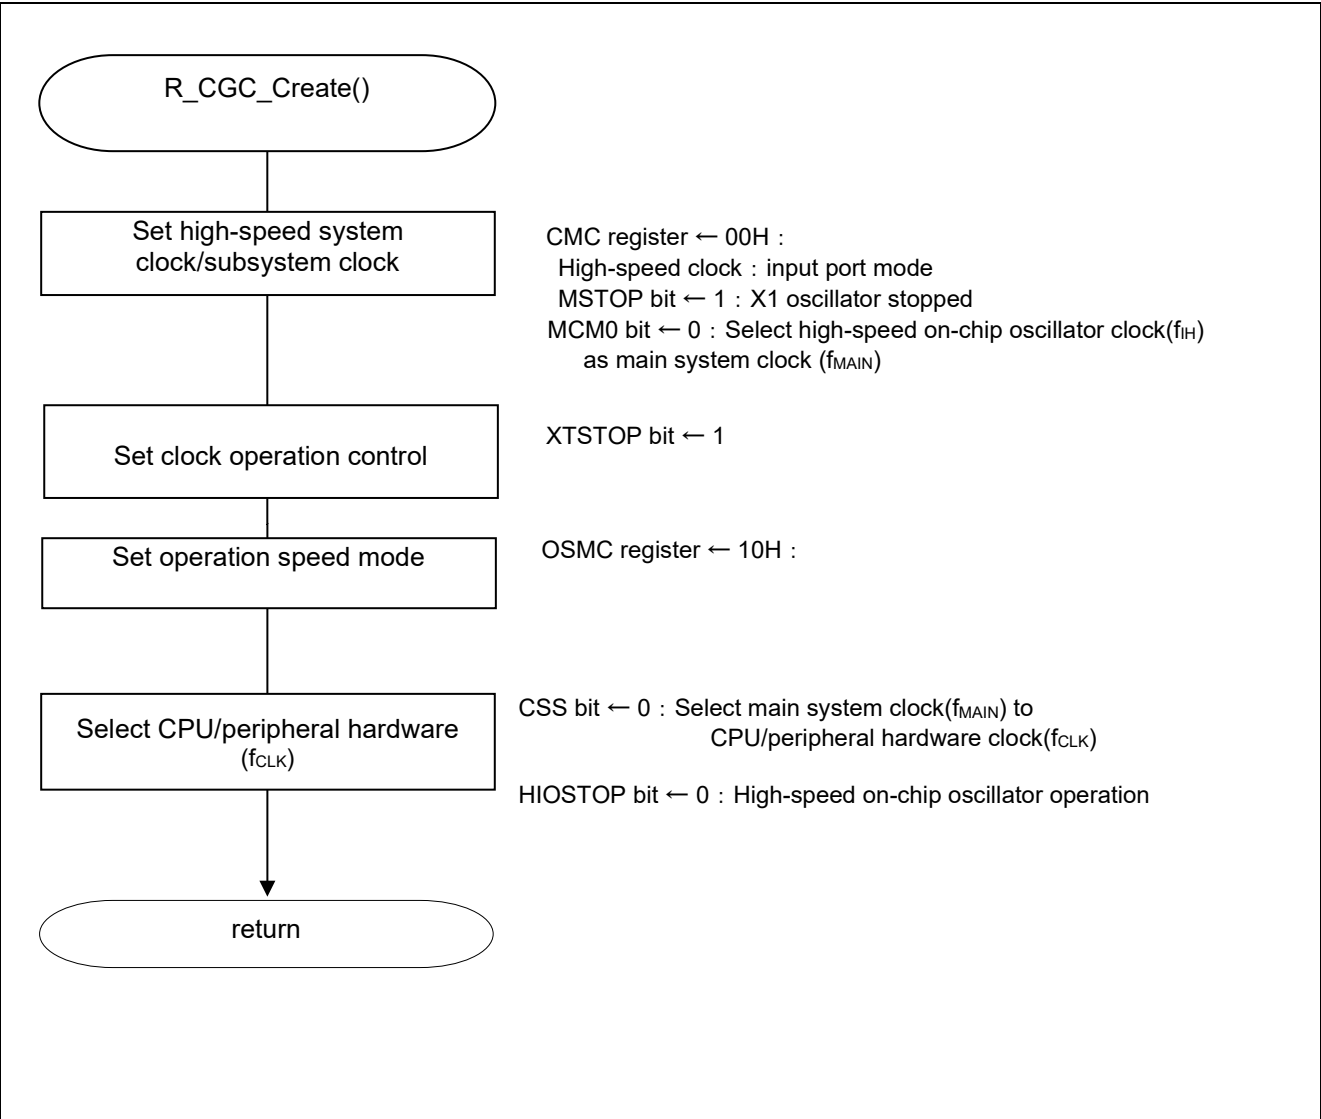 R_CGC_Create()
Set high-speed system
clock/subsystem clock
CMC register ← 00H：
High-speed clock：input port mode
MSTOP bit ← 1：X1 oscillator stopped
MCM0 bit ← 0：Select high-speed on-chip oscillator clock(fIH)
as main system clock (fMAIN)
Set clock operation control
XTSTOP bit ← 1
Set operation speed mode
OSMC register ← 10H：
Select CPU/peripheral hardware
(fCLK)
CSS bit ← 0：Select main system clock(fMAIN) to
CPU/peripheral hardware clock(fCLK)
HIOSTOP bit ← 0：High-speed on-chip oscillator operation
return